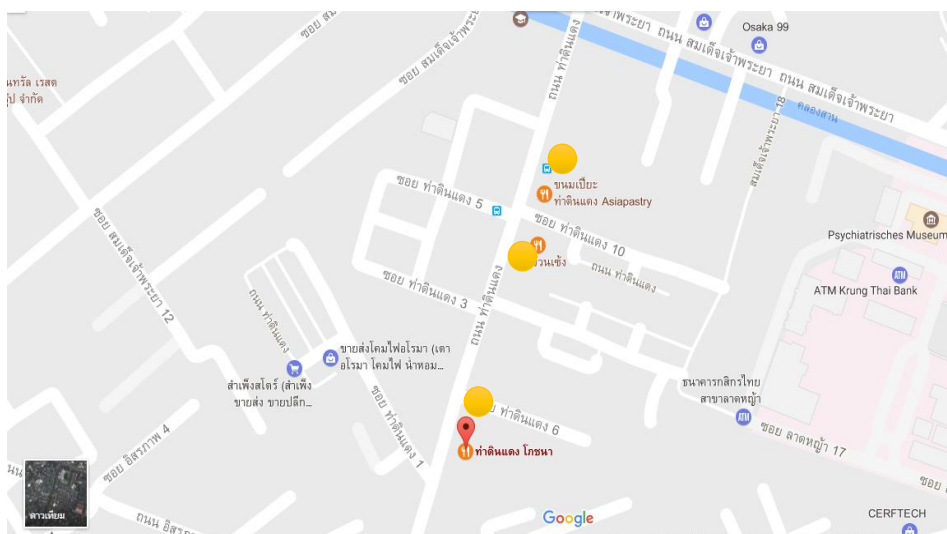 ซอย สมเด็จเจ้าพระยา
ถนน ท่าดินแดง
Osaka 99
ถนน สมเด็จเจ้าพระยา
คลองสาน
สมเด็จเจ้าพระยา 18
ซอย ท่าดินแดง 5
ขนมเปี๊ยะ
ท่าดินแดง Asiapastry
ซอย ท่าดินแดง 10
Psychiatrisches Museum
ถนน ท่าดินแดง
ATM Krung Thai Bank
ซอย ท่าดินแดง 3
ถนน ท่าดินแดง
ซอย สมเด็จเจ้าพระยา 12
ถนน ท่าดินแดง
ขายส่งโคมไฟอโรมา (เตา
อโรมา โคมไฟ น้ำหอม...
สำเพ็งสโตร์ (สำเพ็ง
ขายส่ง ขายปลีก...
ธนาคารกสิกรไทย
สาขาลาดหญ้า
ATM
ซอย ลาดหญ้า 17
ท่าดินแดง 6
ท่าดินแดง โภชนา
ซอย ท่าดินแดง 1
ซอย อิสรภาพ 4
ดาวเทียม
Google
CERFTECH